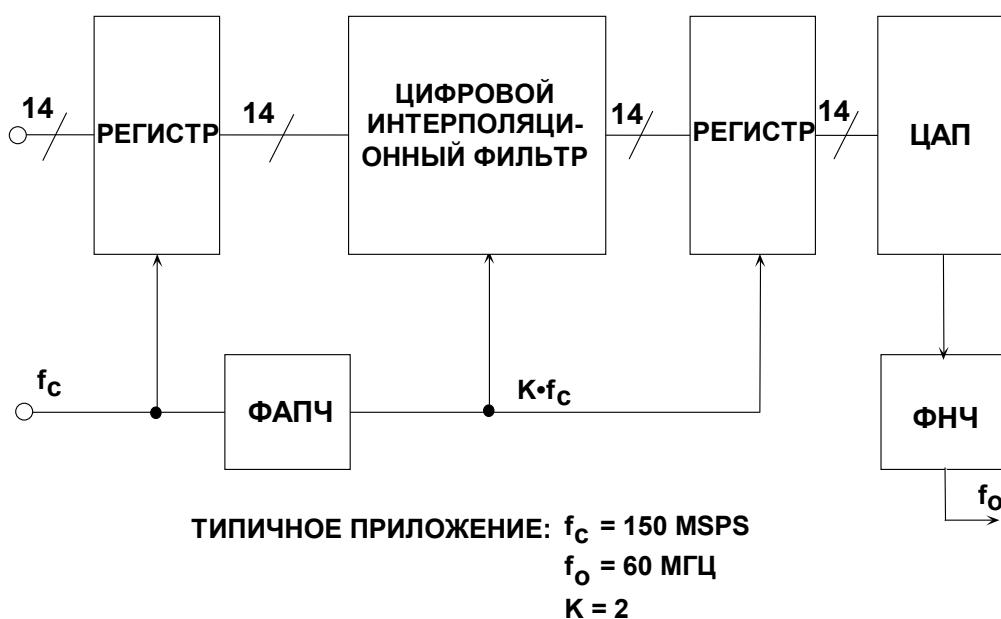 14
РЕГИСТР
14
ЦИФРОВОЙ
ИНТЕРПОЛЯЦИ-
ОННЫЙ ФИЛЬТР
14
РЕГИСТР
14
ЦАП
fc
ФАПЧ
K•fc
ФНЧ
fo
ТИПИЧНОЕ ПРИЛОЖЕНИЕ: fc = 150 MSPS
fo = 60 МГЦ
K = 2